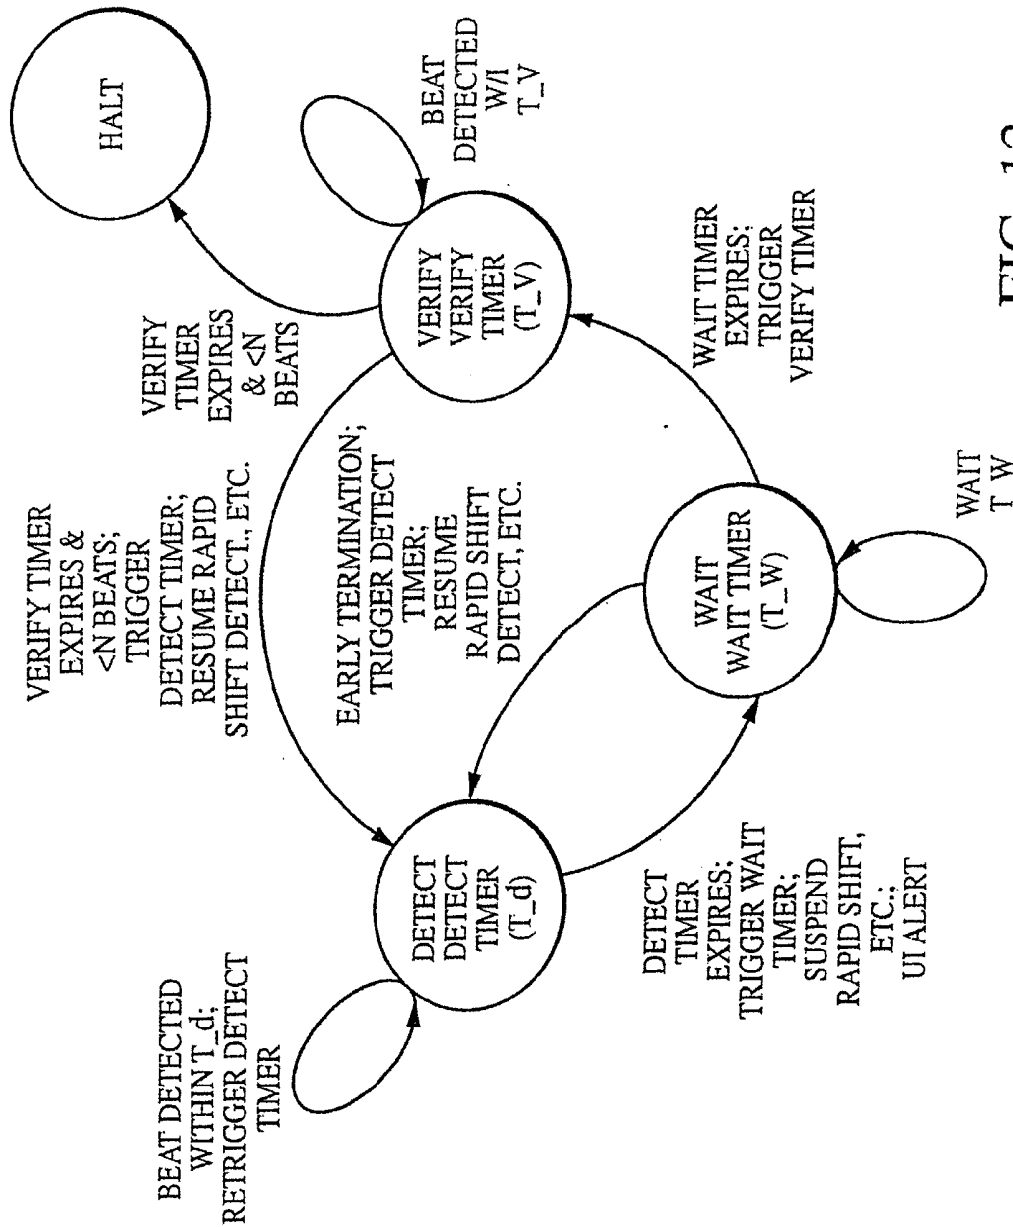 VERIFY TIMER
EXPIRES &
<N BEATS;
TRIGGER
DETECT TIMER;
RESUME RAPID
SHIFT DETECT., ETC.
VERIFY
TIMER
EXPIRES
& <N
BEATS
HALT
BEAT DETECTED
WITHIN T_d;
RETRIGGER DETECT
TIMER
EARLY TERMINATION;
TRIGGER DETECT
TIMER;
RESUME
RAPID SHIFT
DETECT, ETC.
DETECT
DETECT
TIMER
(T_d)
VERIFY
VERIFY
TIMER
(T_V)
BEAT
DETECTED
W/I
T_V
DETECT
TIMER
EXPIRES;
TRIGGER WAIT
TIMER;
SUSPEND
RAPID SHIFT,
ETC.;
UI ALERT
WAIT
WAIT TIMER
(T_W)
WAIT TIMER
EXPIRES;
TRIGGER
VERIFY TIMER
WAIT
T_W
FIG.